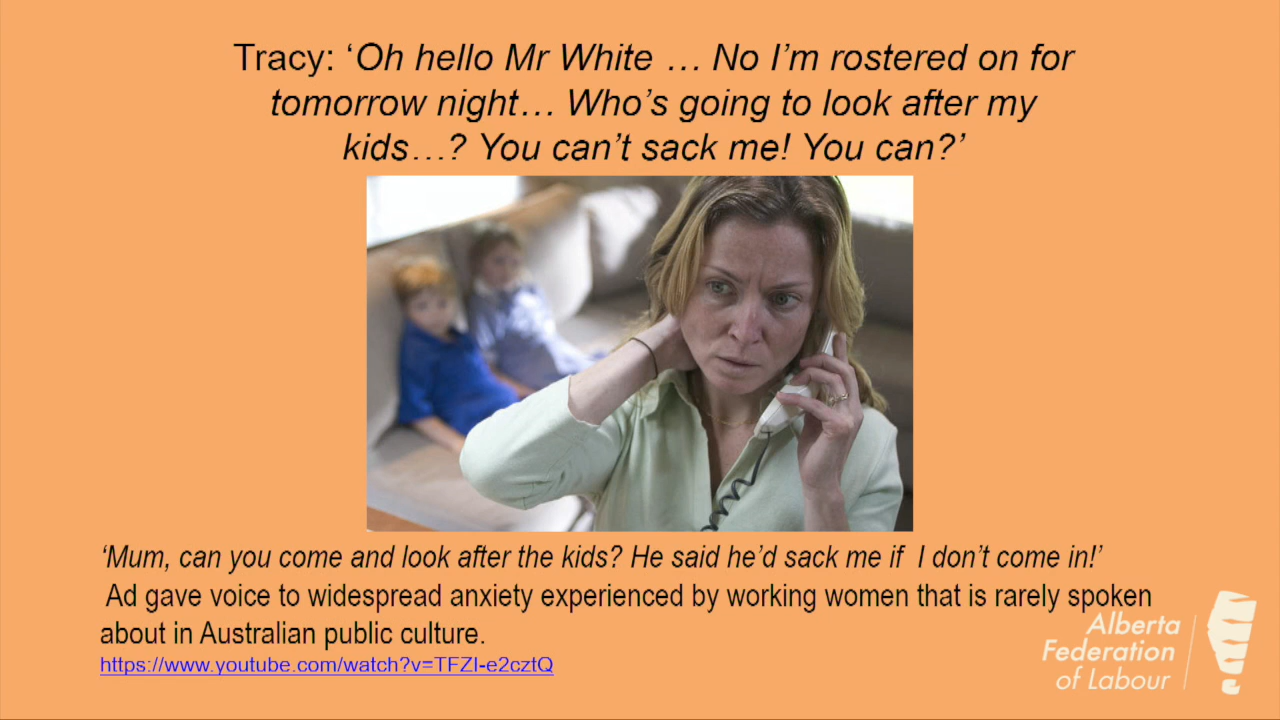 Tracy: ‘Oh hello Mr White … No I’m rostered on for
tomorrow night… Who’s going to look after my
kids…? You can’t sack me! You can?’
‘Mum, can you come and look after the kids? He said he’d sack me if I don’t come in!’
Ad gave voice to widespread anxiety experienced by working women that is rarely spoken
about in Australian public culture.
https://www.youtube.com/watch?v=TFZI-e2cztQ
Alberta
Federation
of Labour